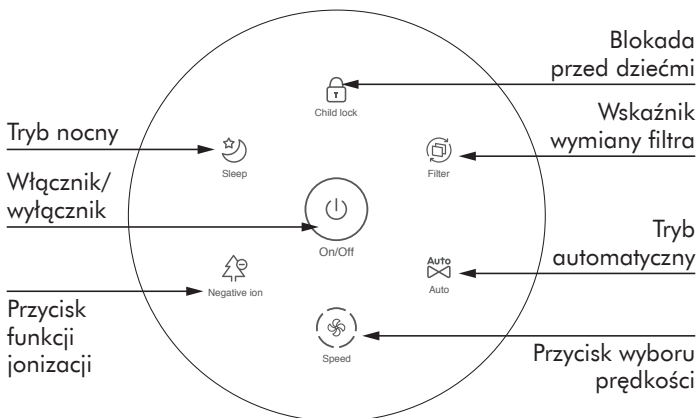 Blokada
przed dziećmi
Child lock
Tryb nocny
Sleep
Wskaźnik
wymiany filtra
Filter
Włącznik/
wyłącznik
On/Off
Auto
Auto
Tryb
automatyczny
Negative ion
Przycisk
funkcji
jonizacji
Speed
Przycisk wyboru
prędkości